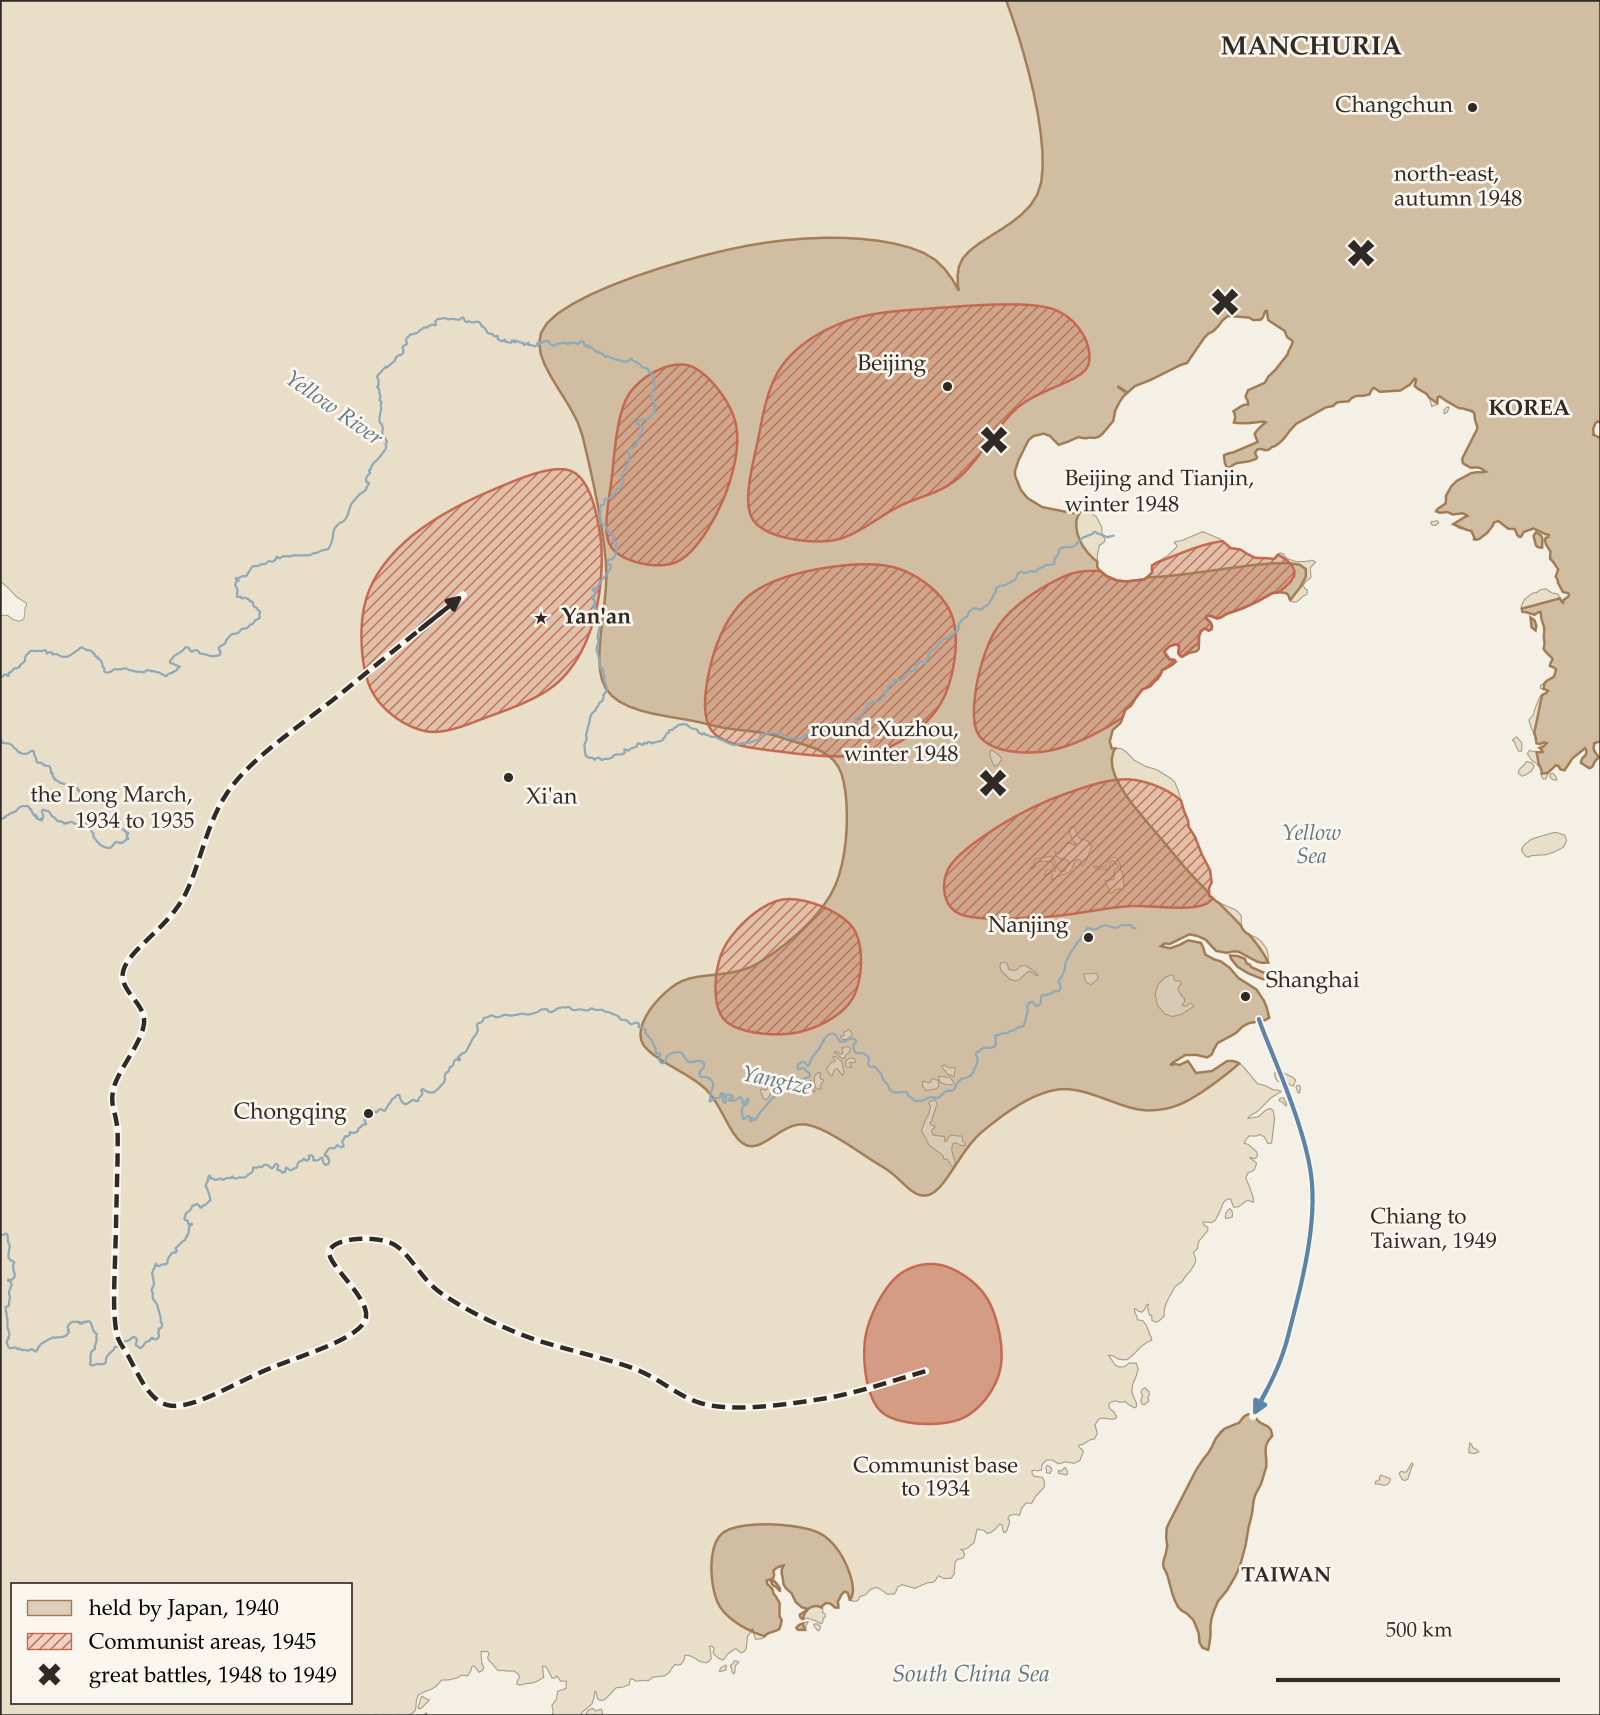 MANCHURIA
Changchun
north-east,
autumn 1948
Beijing
Yellow River
KOREA
Beijing and Tianjin,
winter 1948
Yan'an
round Xuzhou,
winter 1948
the Long March,
1934 to 1935
Xi'an
Yellow
Sea
Nanjing
Shanghai
Yangtze
Chongqing
Chiang to
Taiwan, 1949
Communist base
to 1934
TAIWAN
held by Japan, 1940
Communist areas, 1945
great battles, 1948 to 1949
South China Sea
500 km